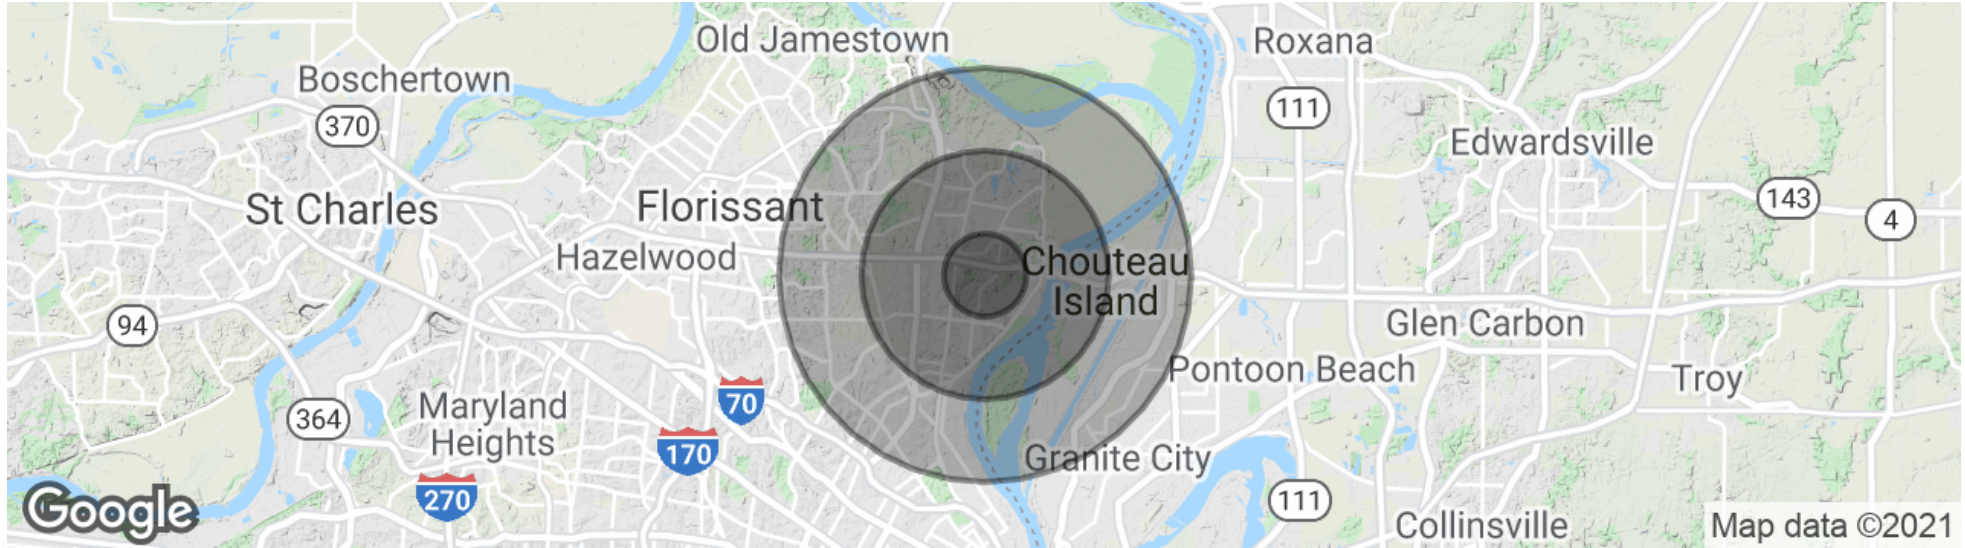 Old Jamestown
Roxana
Boschertown
111
370
Edwardsville
143
St Charles
Florissant
4
Hazelwood
Chouteau
Island
94
Glen Carbon
Pontoon Beach
Troy
70
Maryland
Heights
364
170
Granite City
270
111
Google
Collinsville
Map data ©2021